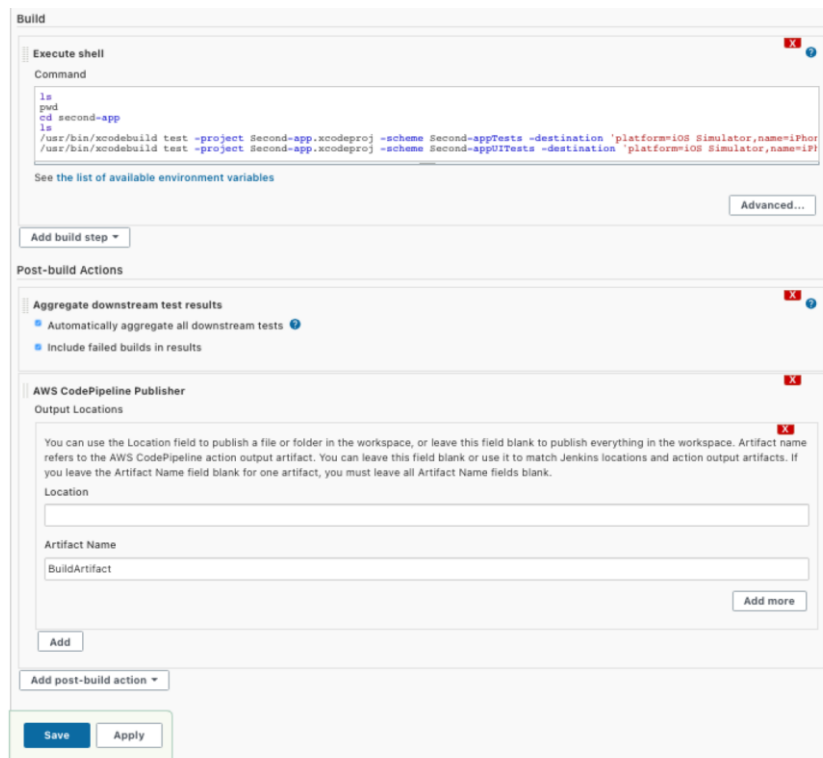 Build
X
Execute shell
?
Command
ls
pwd
cd second-app
ls
/usr/bin/xcodebuild test -project Second-app.xcodeproj -scheme Second-appTests -destination 'platform=iOS Simulator,name=iPhon
/usr/bin/xcodebuild test -project Second-app.xcodeproj -scheme Second-appUITests -destination 'platform=iOS Simulator,name=iPh
See the list of available environment variables
Advanced...
Add build step
Post-build Actions
X
Aggregate downstream test results
?
Automatically aggregate all downstream tests ?
Include failed builds in results
X
AWS CodePipeline Publisher
Output Locations
X
You can use the Location field to publish a file or folder in the workspace, or leave this field blank to publish everything in the workspace. Artifact name
refers to the AWS CodePipeline action output artifact. You can leave this field blank or use it to match Jenkins locations and action output artifacts. If
you leave the Artifact Name field blank for one artifact, you must leave all Artifact Name fields blank.
Location
Artifact Name
BuildArtifact
Add more
Add
Add post-build action
Save Apply